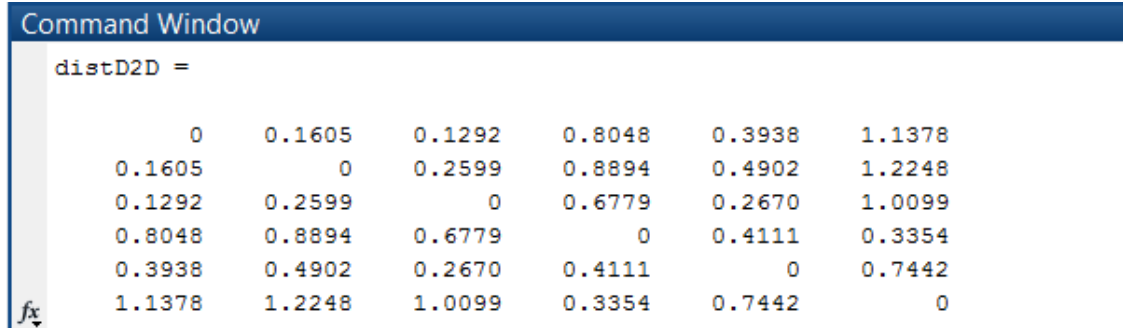 Command Window
distD2D =
0 0.1605 0.1292 0.8048 0.3938 1.1378
0.1605 0 0.2599 0.8894 0.4902 1.2248
0.1292 0.2599 0 0.6779 0.2670 1.0099
0.8048 0.8894 0.6779 0 0.4111 0.3354
0.3938 0.4902 0.2670 0.4111 0 0.7442
1.1378 1.2248 1.0099 0.3354 0.7442 0
fx